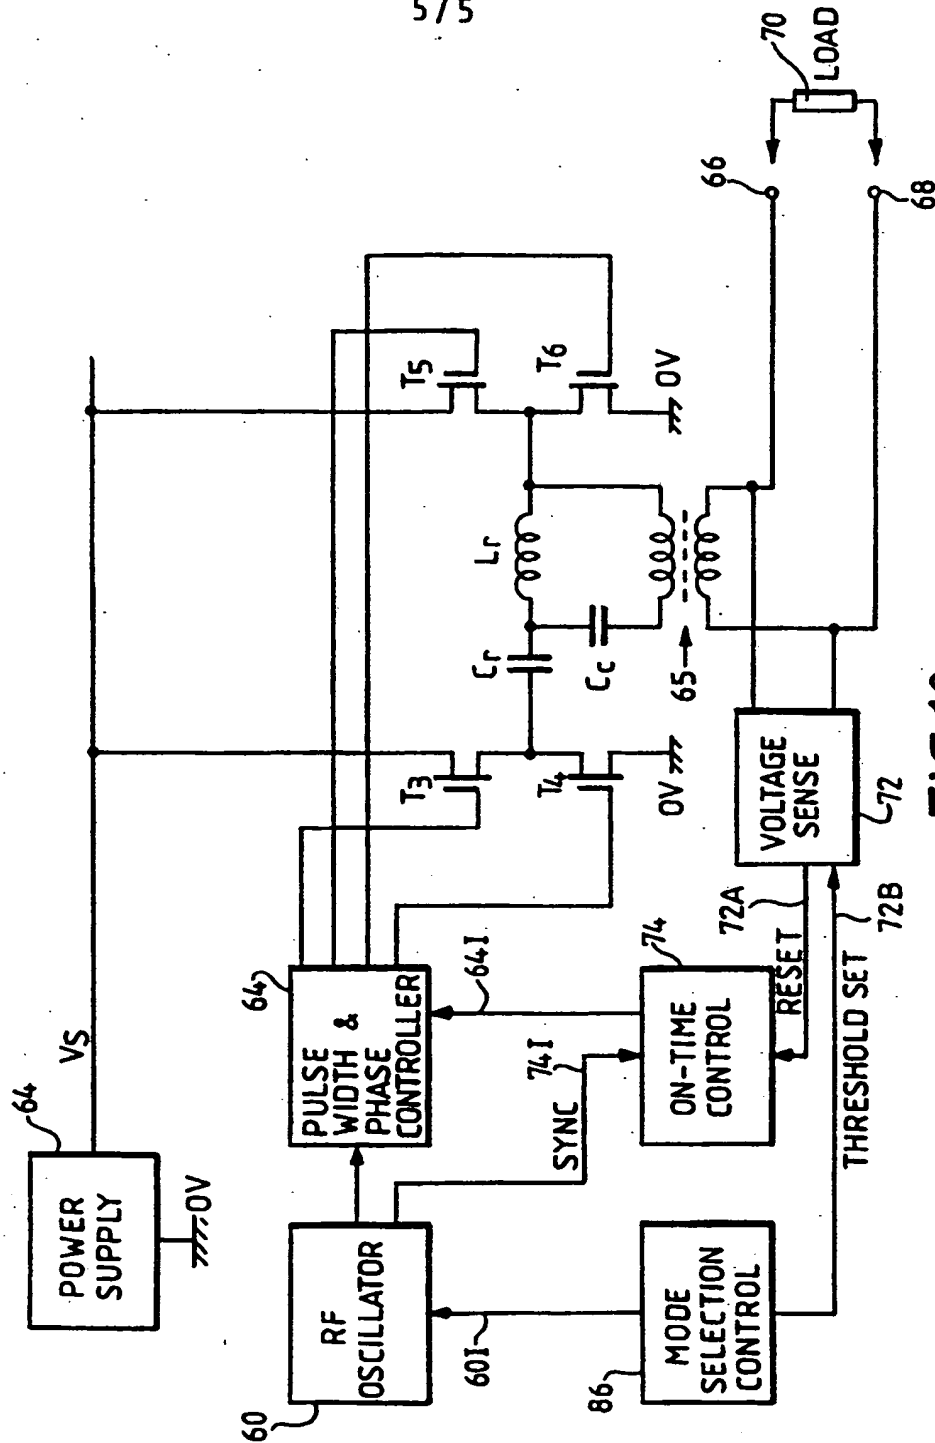 5/5
64
POWER
SUPPLY
0V
VS
60
RF
OSCILLATOR
60I
86
MODE
SELECTION
CONTROL
64
PULSE
WIDTH &
PHASE
CONTROLLER
64I
SYNC
74I
74
ON-TIME
CONTROL
RESET
72A
THRESHOLD SET
72B
VOLTAGE
SENSE
72
T3
T4
0V
Cr
Lr
Cc
65
T5
T6
0V
66
68
70
LOAD